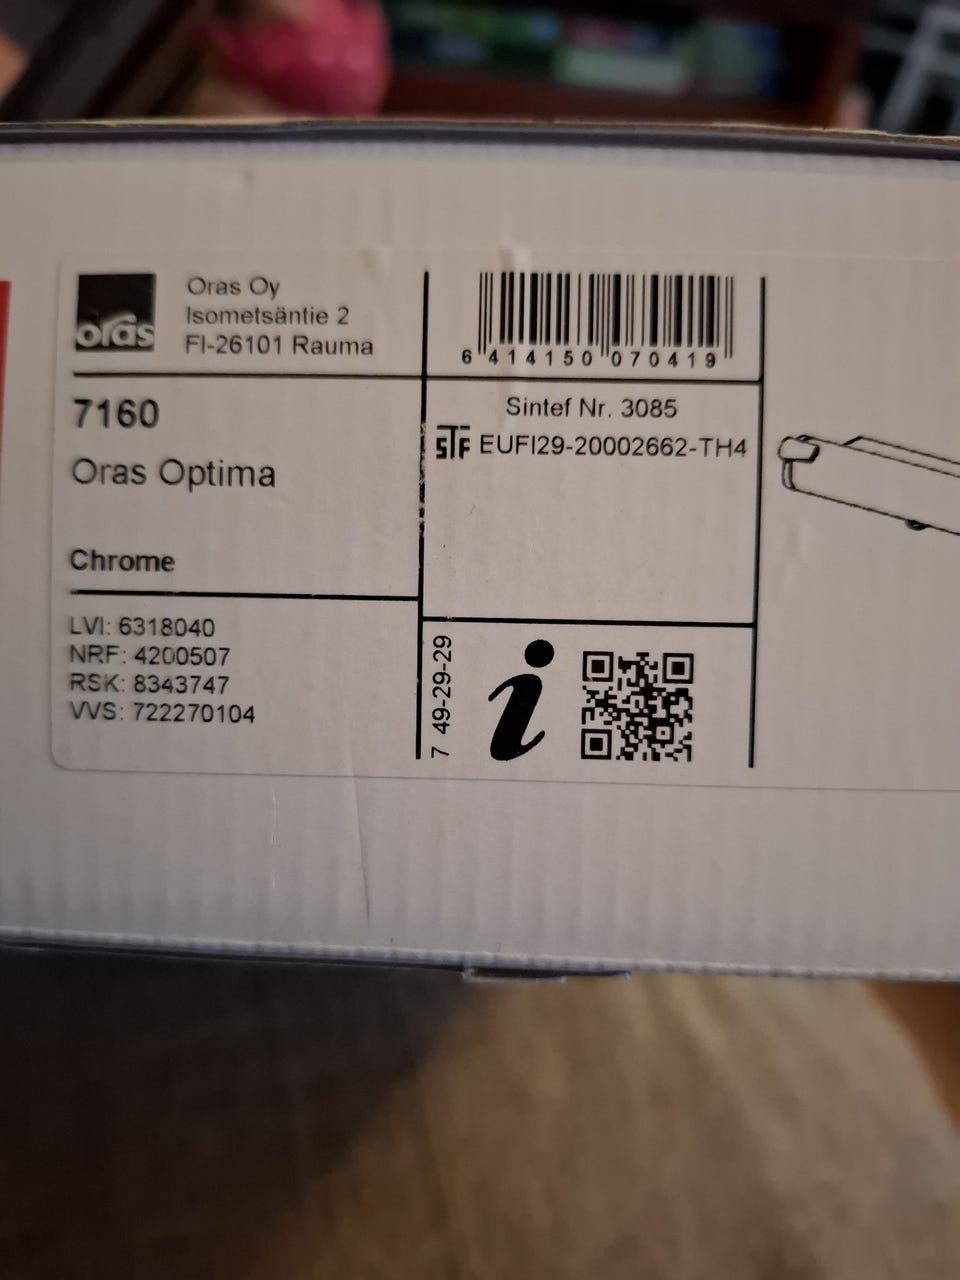 oras
Oras Oy
Isometsäntie 2
FI-26101 Rauma
6 414150 070419
7160
Oras Optima
Chrome
Sintef Nr. 3085
STF EUFI29-20002662-TH4
LVI: 6318040
NRF: 4200507
RSK: 8343747
VVS: 722270104
7 49-29-29
i